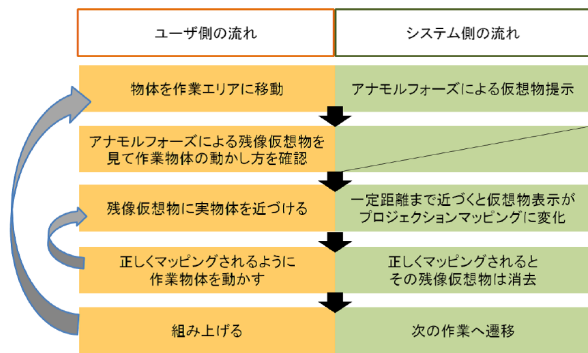 ユーザ側の流れ
システム側の流れ
物体を作業エリアに移動
アナモルフォーズによる仮想物提示
アナモルフォーズによる残像仮想物を
見て作業物体の動かし方を確認
残像仮想物に実物体を近づける
一定距離まで近づくと仮想物表示が
プロジェクションマッピングに変化
正しくマッピングされるように
作業物体を動かす
正しくマッピングされると
その残像仮想物は消去
組み上げる
次の作業へ遷移